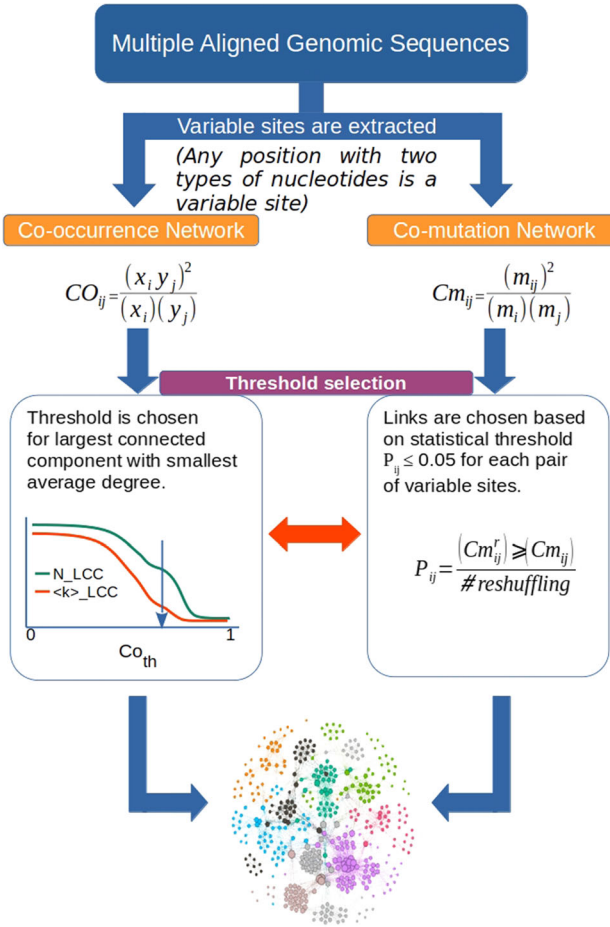 Multiple Aligned Genomic Sequences
Variable sites are extracted
(Any position with two
types of nucleotides is a
variable site)
Co-occurrence Network
Co-mutation Network
CO_ij = (x_i y_j)^2 / (x_i)(y_j)
Cm_ij = (m_ij)^2 / (m_i)(m_j)
Threshold selection
Threshold is chosen
for largest connected
component with smallest
average degree.
N_LCC
<k>_LCC
0
1
Co_th
Links are chosen based
on statistical threshold
P_ij ≤ 0.05 for each pair
of variable sites.
P_ij = (Cm^r_ij) ⩾ (Cm_ij) / # reshuffling